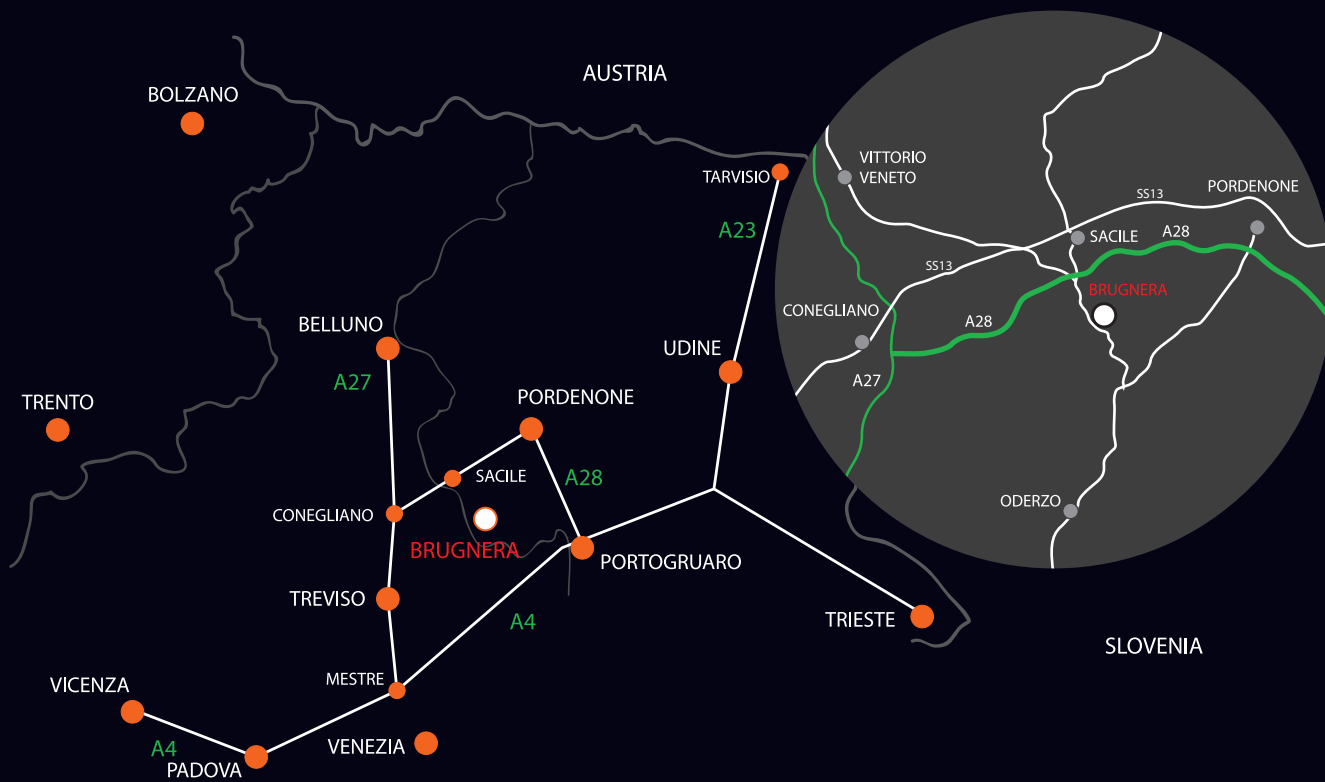 AUSTRIA
BOLZANO
TARVISIO
A23
BELLUNO
A27
UDINE
TRENTO
PORDENONE
SACILE
A28
CONEGLIANO
BRUGNERA
PORTOGRUARO
TREVISO
A4
TRIESTE
SLOVENIA
MESTRE
VICENZA
A4
VENEZIA
PADOVA
VITTORIO
VENETO
SS13
PORDENONE
SACILE
A28
SS13
BRUGNERA
CONEGLIANO
A28
A27
ODERZO